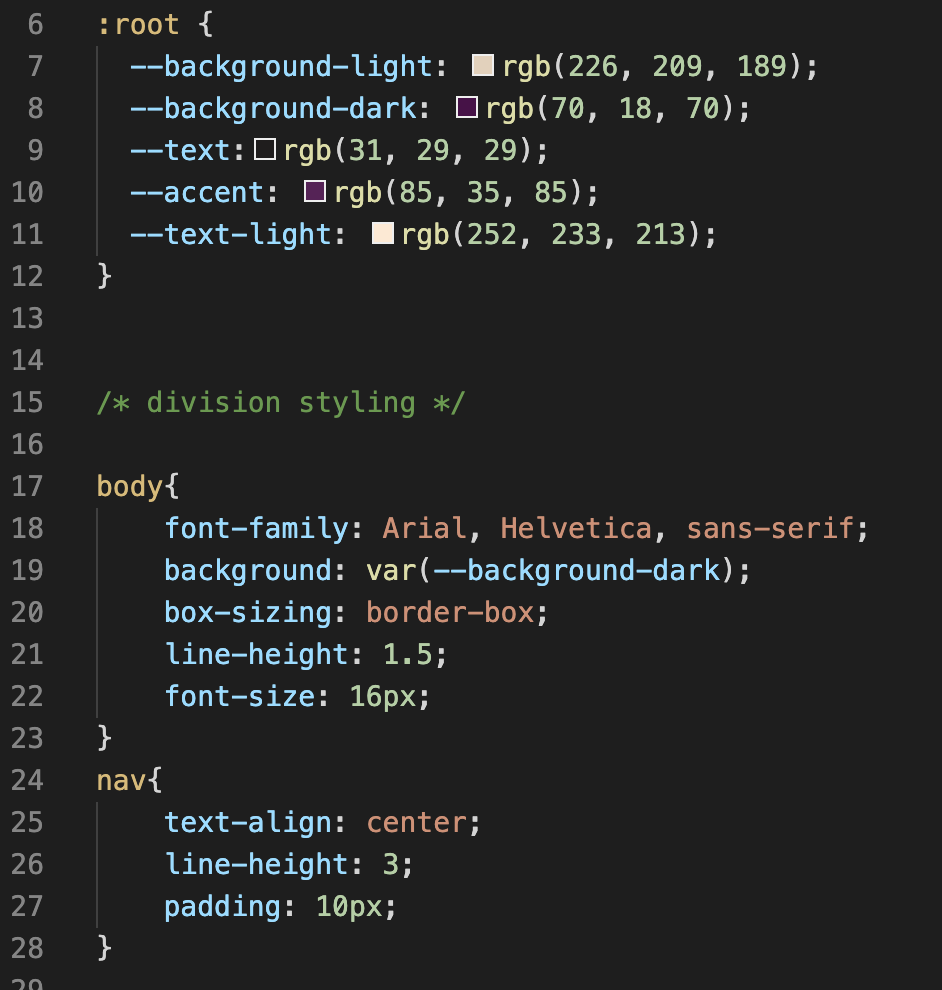 6 :root {
7 --background-light: rgb(226, 209, 189);
8 --background-dark: rgb(70, 18, 70);
9 --text: rgb(31, 29, 29);
10 --accent: rgb(85, 35, 85);
11 --text-light: rgb(252, 233, 213);
12 }
13
14
15 /* division styling */
16
17 body{
18 font-family: Arial, Helvetica, sans-serif;
19 background: var(--background-dark);
20 box-sizing: border-box;
21 line-height: 1.5;
22 font-size: 16px;
23 }
24 nav{
25 text-align: center;
26 line-height: 3;
27 padding: 10px;
28 }
29